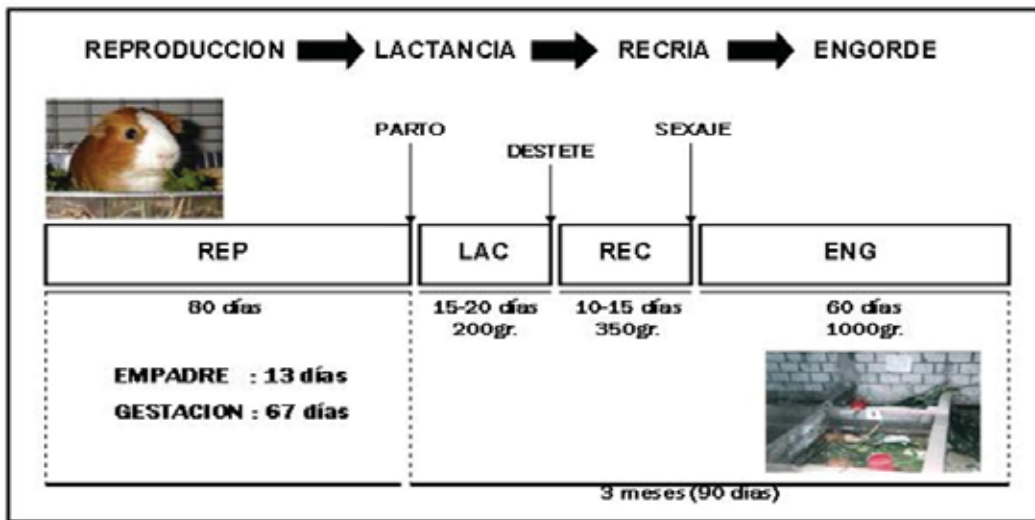 REPRODUCCION LACTANCIA RECRIA ENGORDE
PARTO
DESTETE
SEXAJE
REP LAC REC ENG
80 días 15-20 días 10-15 días 60 días
200gr. 350gr. 1000gr.
EMPADRE : 13 días
GESTACION : 67 días
3 meses (90 dias)